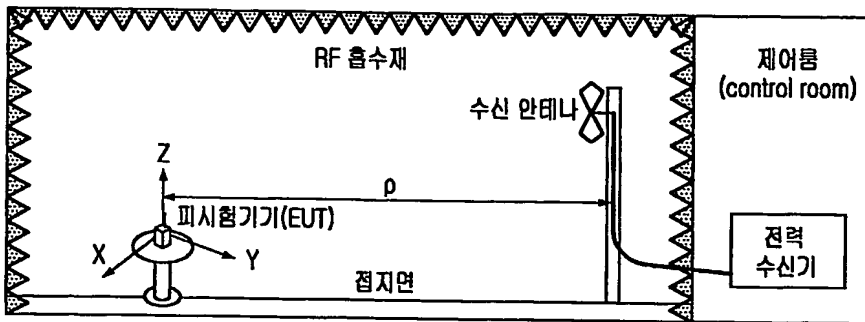 RF 흡수재
제어룸
(control room)
수신 안테나
Z
ρ
피시험기기(EUT)
X
Y
접지면
전력
수신기